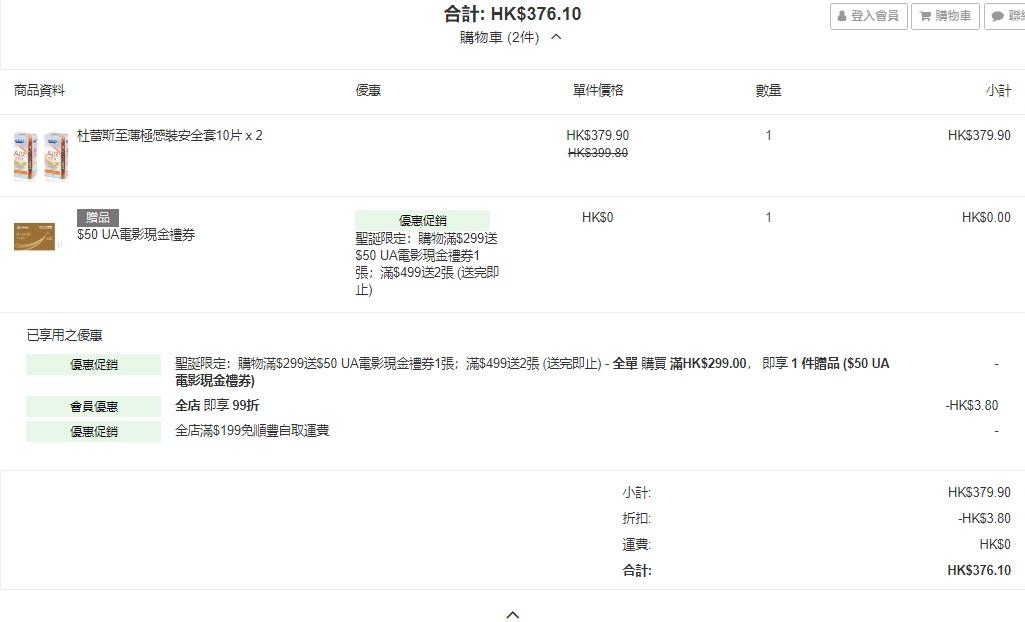 合計: HK$376.10
登入會員
購物車
購物車 (2件)
商品資料
優惠
單件價格
數量
小計
杜蕾斯至薄極感裝安全套10片 x 2
HK$379.90
HK$399.80
1
HK$379.90
AiR
AiR
贈品
$50 UA電影現金禮券
優惠促銷
聖誕限定：購物滿$299送
$50 UA電影現金禮券1
張；滿$499送2張 (送完即
止)
HK$0
1
HK$0.00
已享用之優惠
優惠促銷
聖誕限定：購物滿$299送$50 UA電影現金禮券1張；滿$499送2張 (送完即止) - 全單 購買 滿HK$299.00， 即享 1 件贈品 ($50 UA
電影現金禮券)
-
會員優惠
全店 即享 99折
-HK$3.80
優惠促銷
全店滿$199免順豐自取運費
-
小計:
HK$379.90
折扣:
-HK$3.80
運費:
HK$0
合計:
HK$376.10